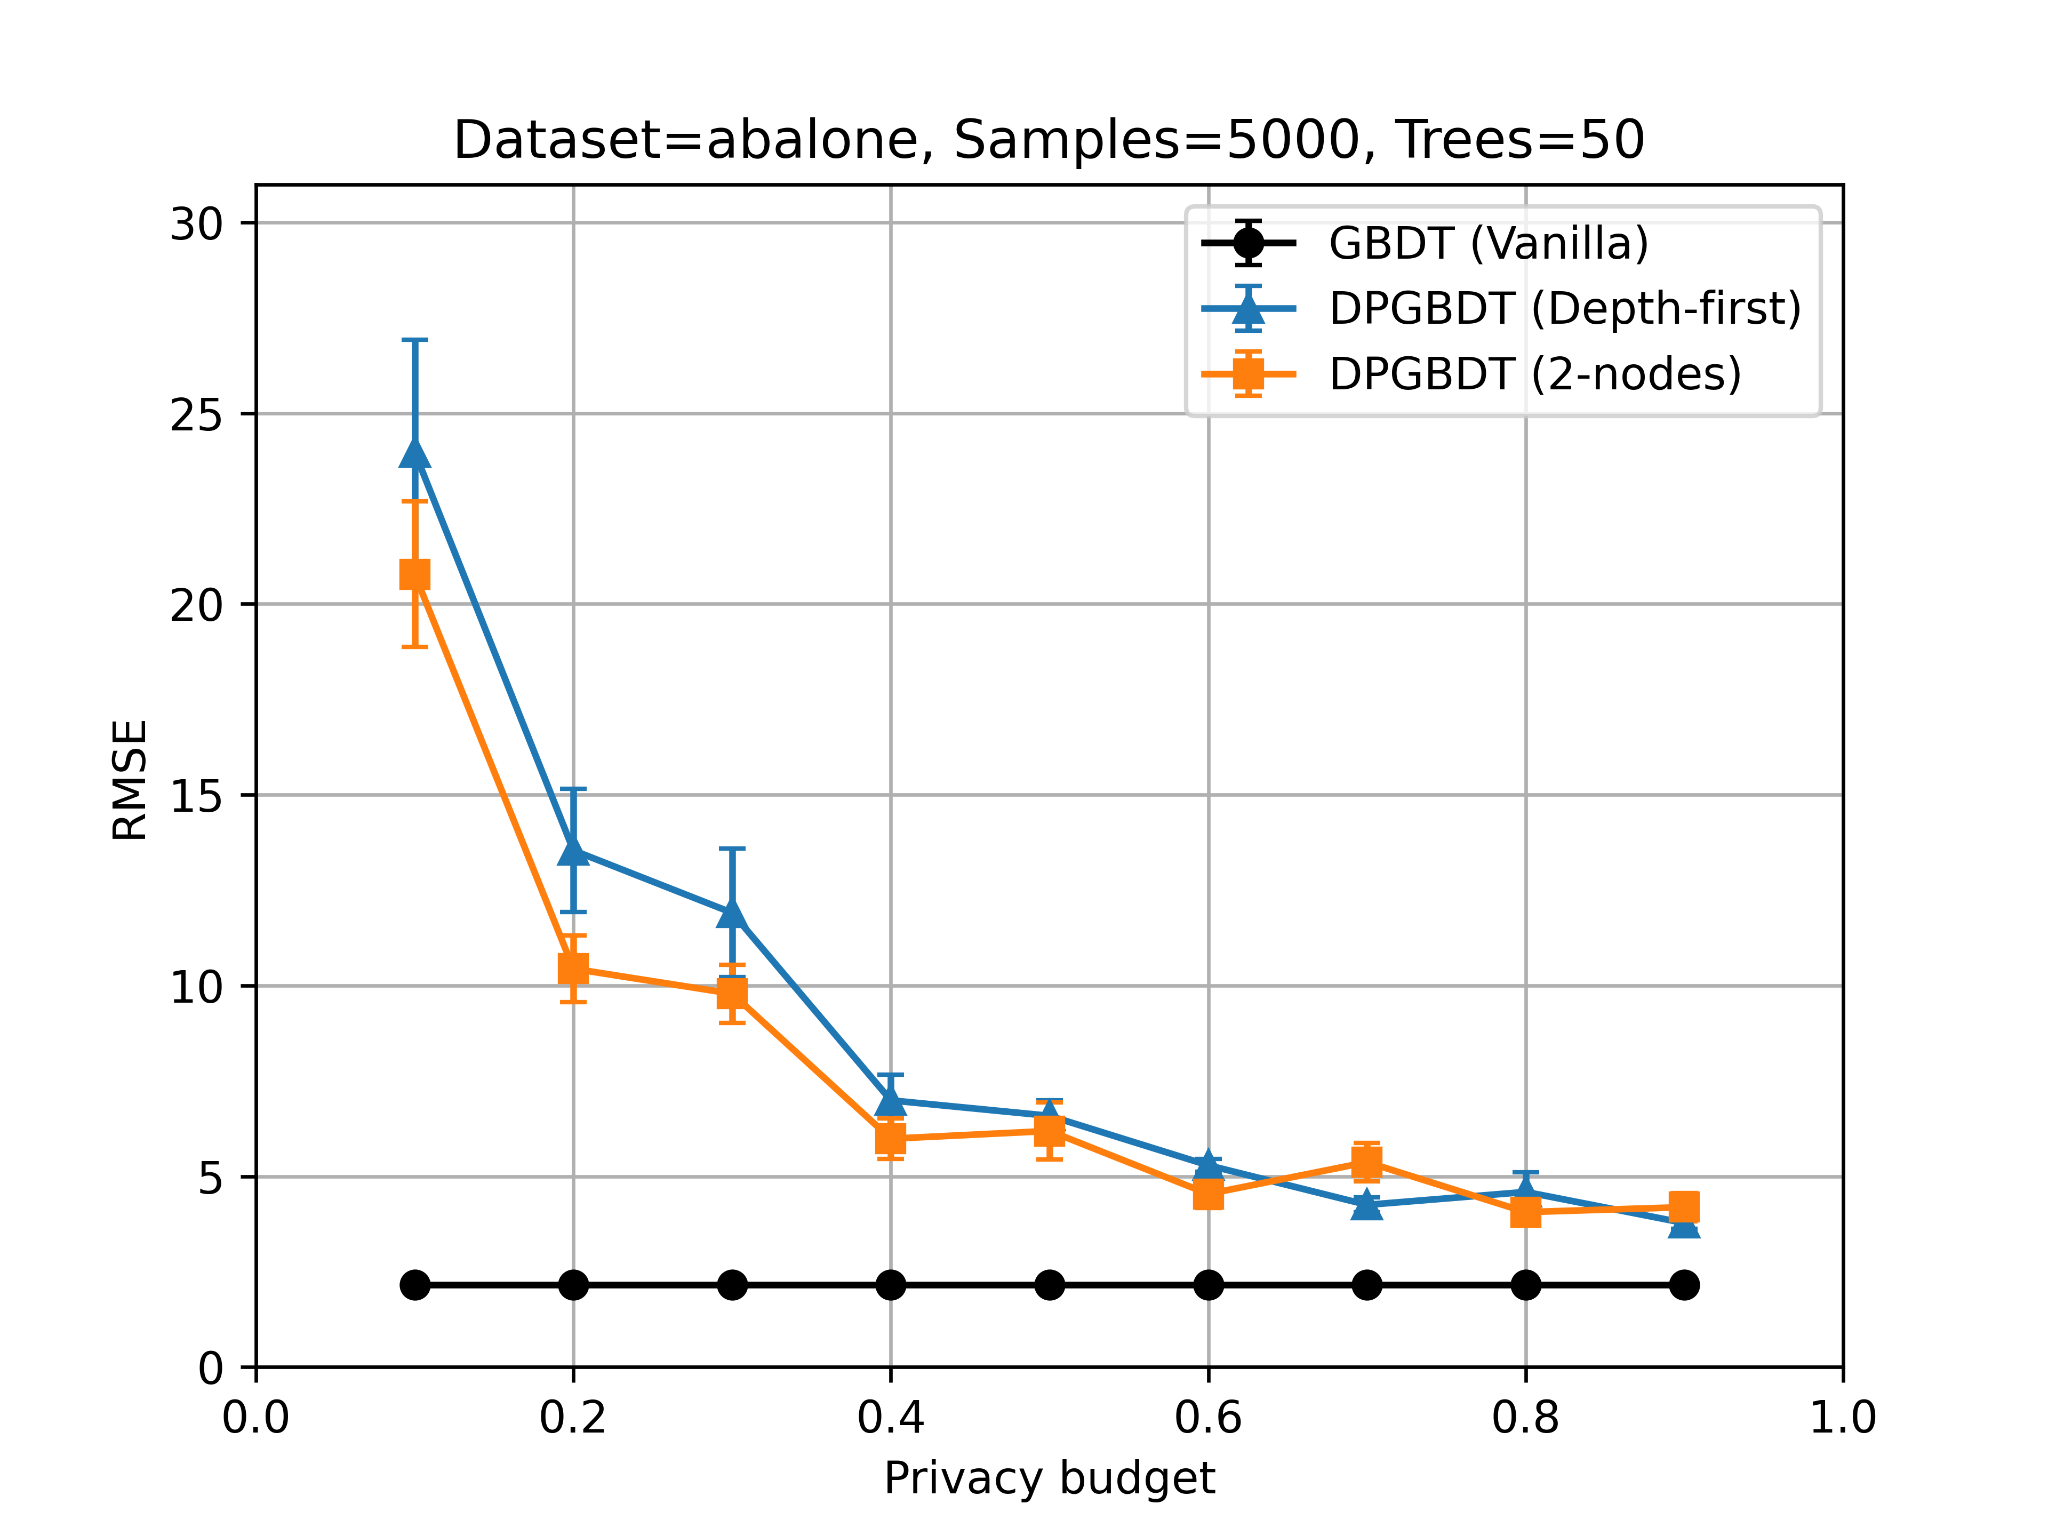 Dataset=abalone, Samples=5000, Trees=50
30
25
20
15
10
5
0
RMSE
GBDT (Vanilla)
DPGBDT (Depth-first)
DPGBDT (2-nodes)
0.0 0.2 0.4 0.6 0.8 1.0
Privacy budget